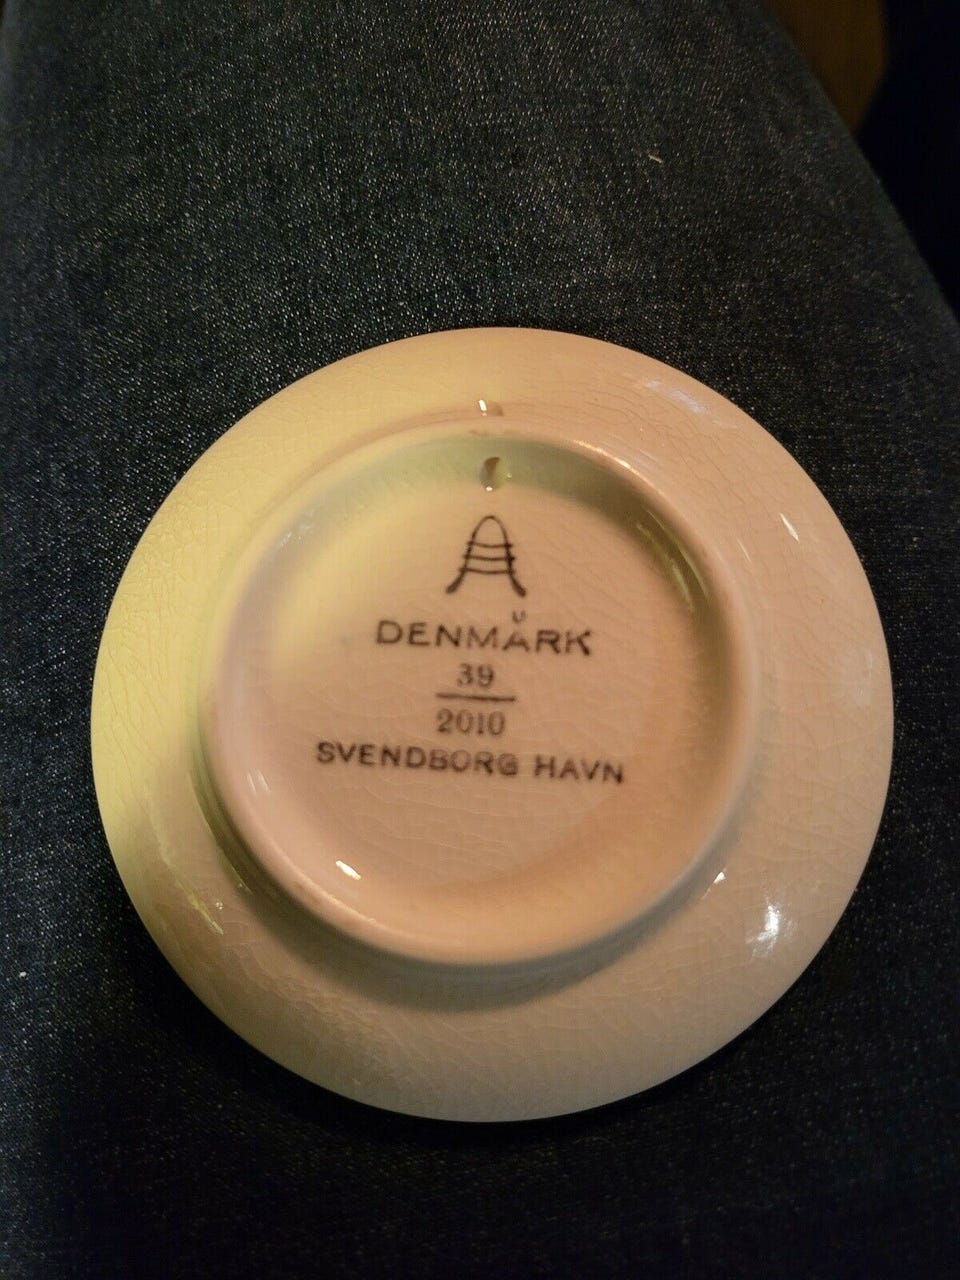 DENMARK
39
2010
SVENDBORG HAVN